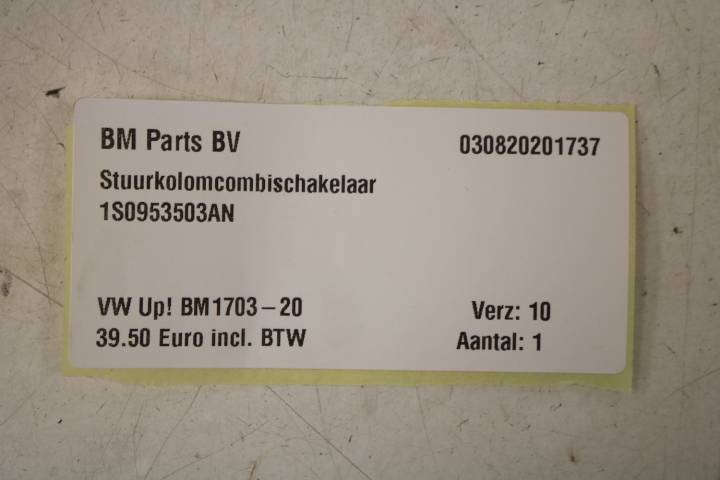 BM Parts BV 030820201737
Stuurkolomcombischakelaar
1S0953503AN
VW Up! BM1703-20 Verz: 10
39.50 Euro incl. BTW Aantal: 1